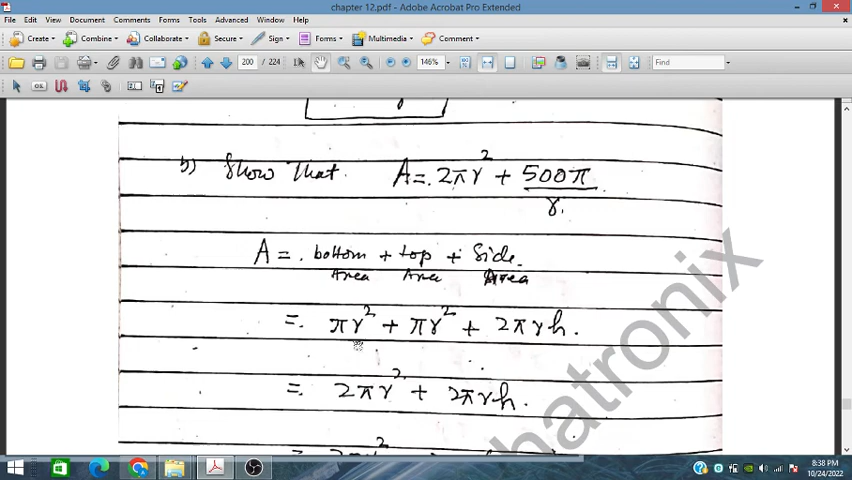 chapter 12.pdf - Adobe Acrobat Pro Extended
File Edit View Document Comments Forms Tools Advanced Window Help
Create Combine Collaborate Secure Sign Forms Multimedia Comment
200 / 224 146% Find
b) Show that. A=.2πr² + 500π/r.
A = . bottom + top + Side.
Area Area Area
=. πr² + πr² + 2πrh.
=. 2πr² + 2πrh.
hatronix
8:38 PM
10/24/2022